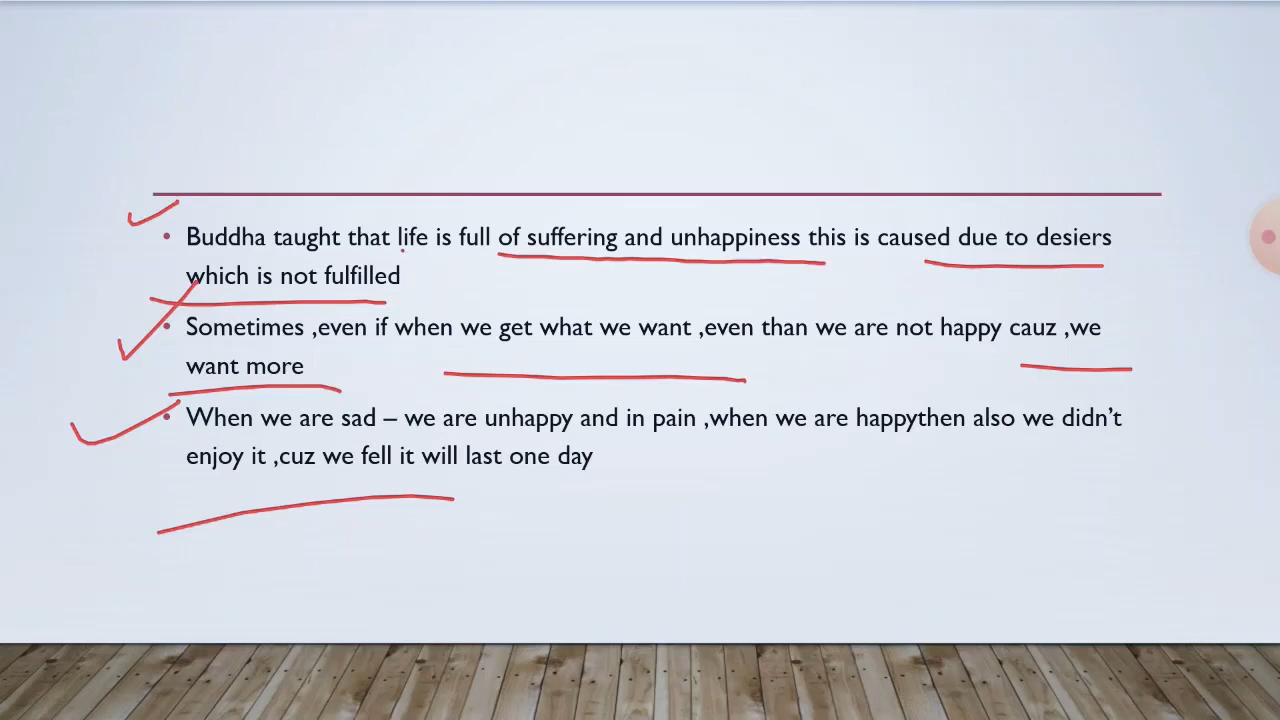 Buddha taught that life is full of suffering and unhappiness this is caused due to desiers
which is not fulfilled
Sometimes ,even if when we get what we want ,even than we are not happy cauz ,we
want more
When we are sad – we are unhappy and in pain ,when we are happythen also we didn't
enjoy it ,cuz we fell it will last one day